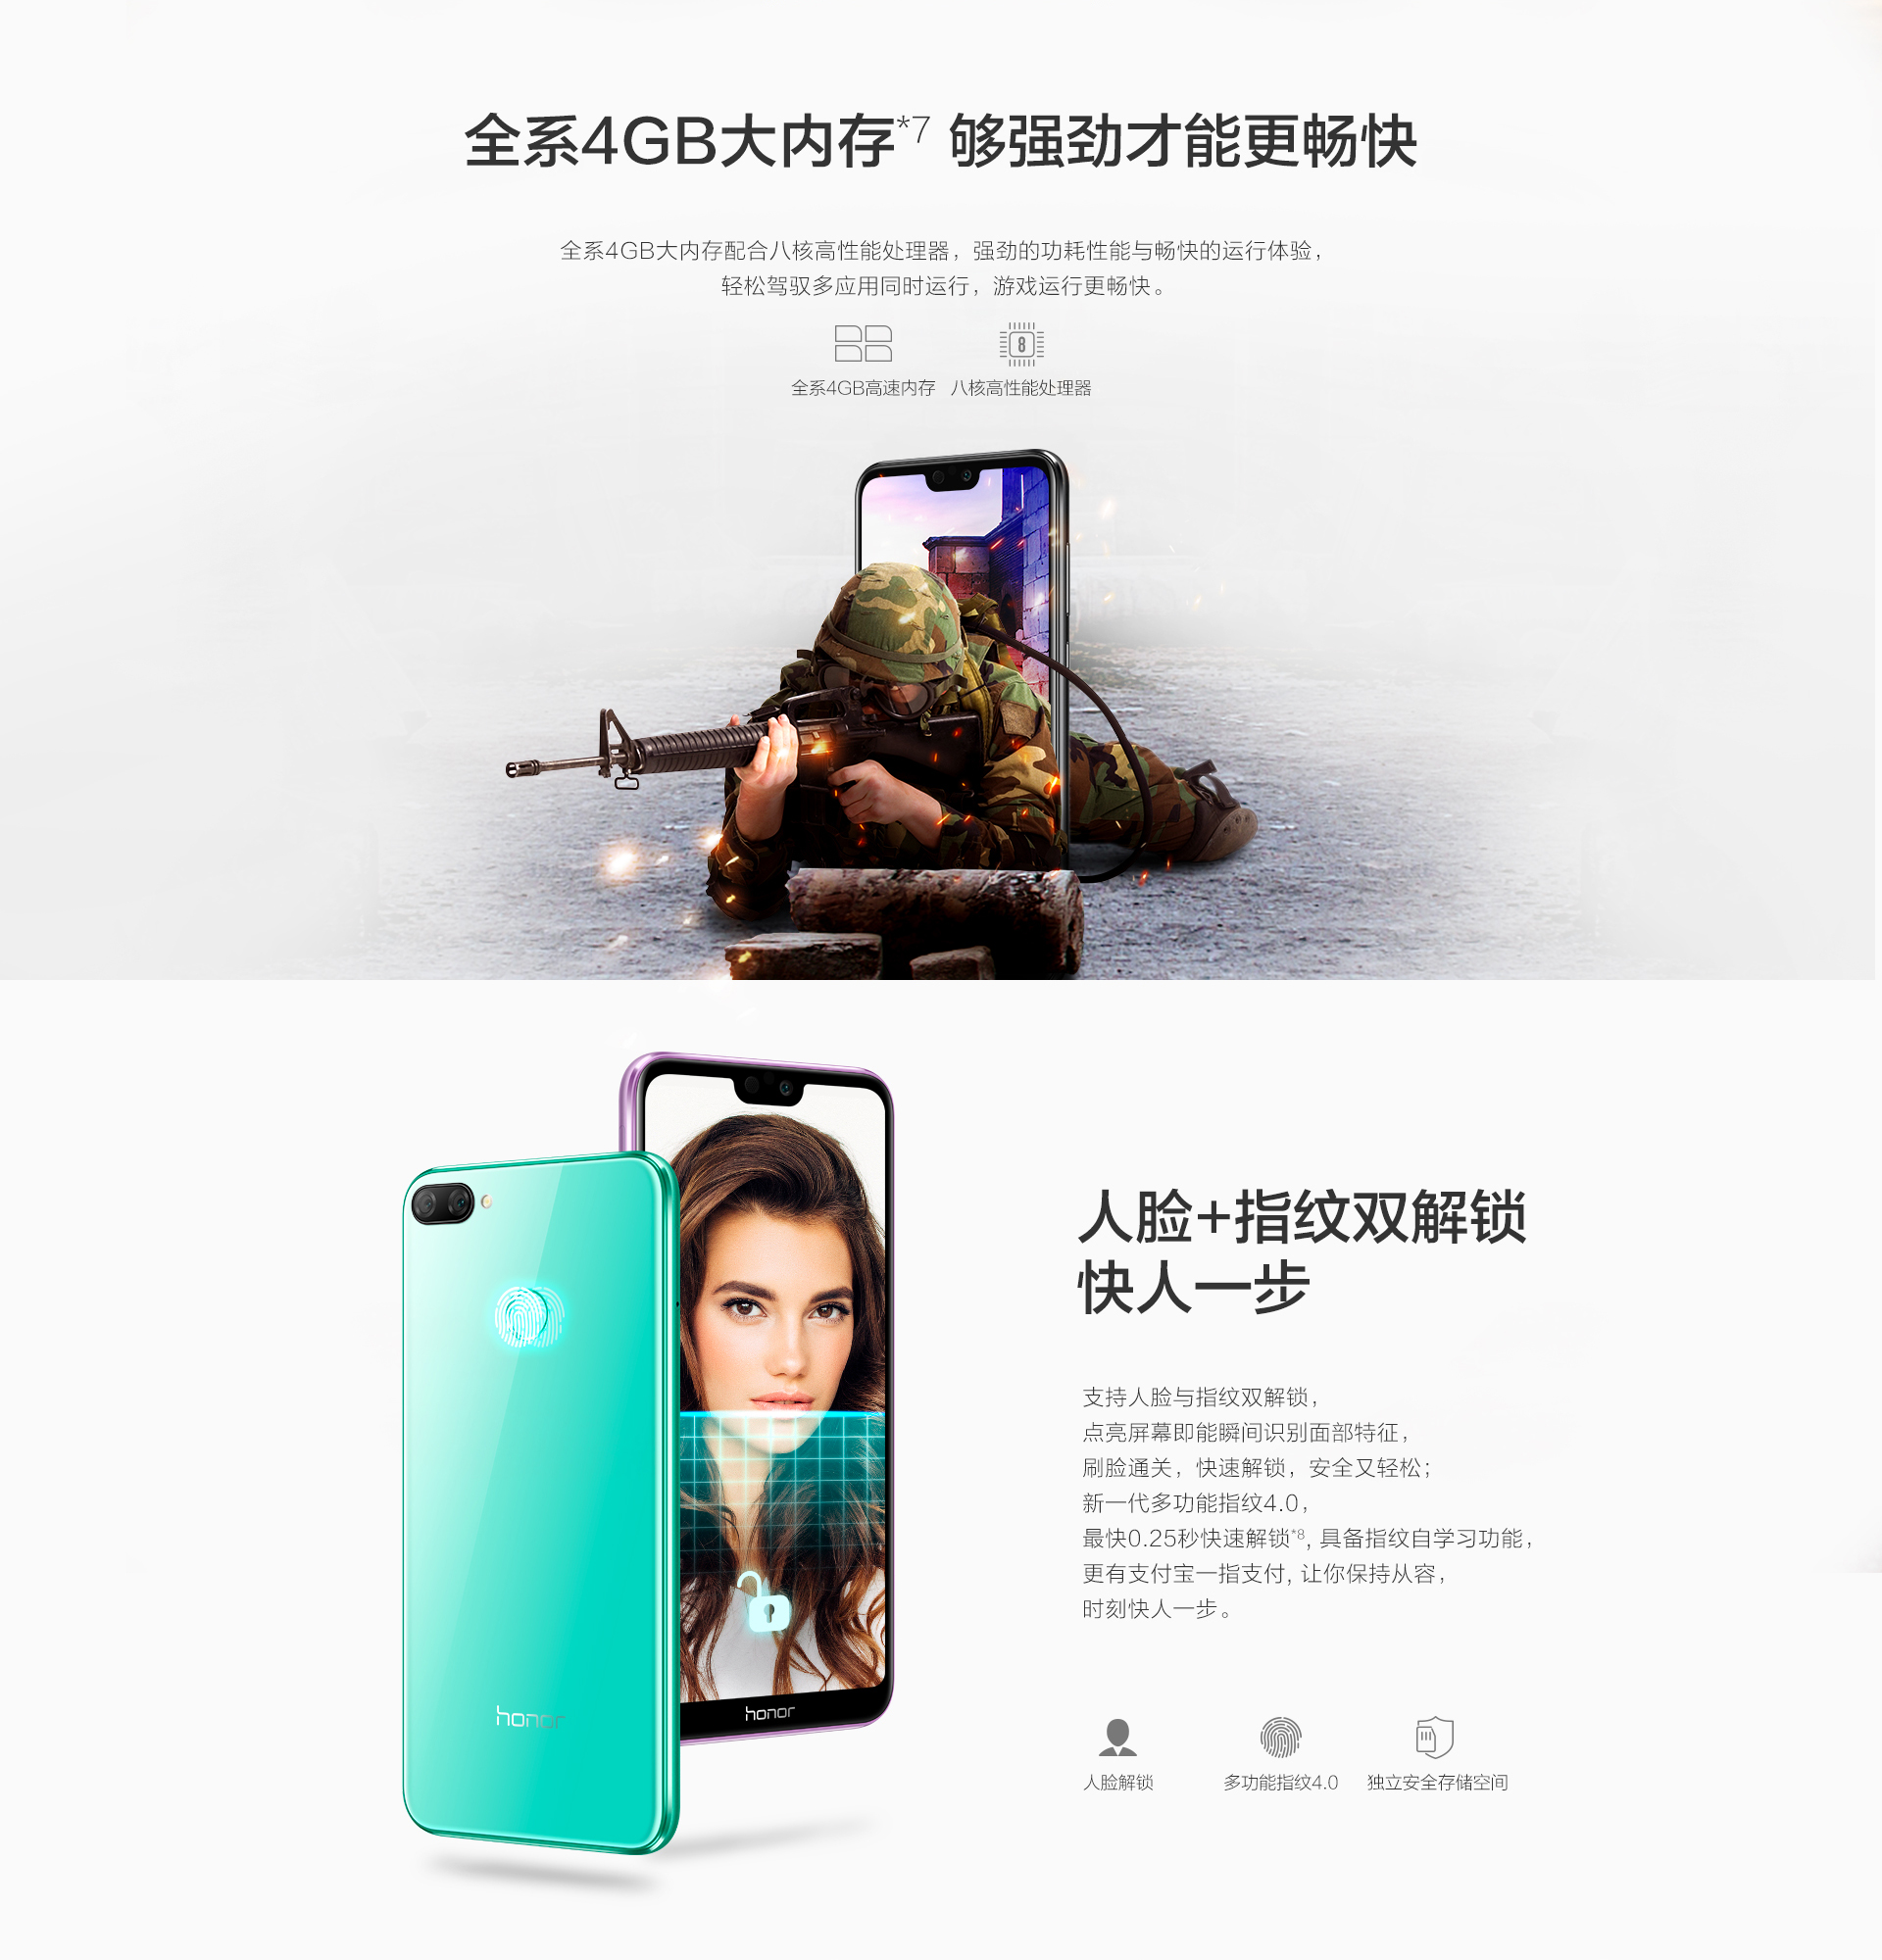 全系4GB大内存*7 够强劲才能更畅快
全系4GB大内存配合八核高性能处理器，强劲的功耗性能与畅快的运行体验，
轻松驾驭多应用同时运行，游戏运行更畅快。
8
全系4GB高速内存 八核高性能处理器
人脸+指纹双解锁
快人一步
支持人脸与指纹双解锁，
点亮屏幕即能瞬间识别面部特征，
刷脸通关，快速解锁，安全又轻松；
新一代多功能指纹4.0，
最快0.25秒快速解锁*8, 具备指纹自学习功能，
更有支付宝一指支付, 让你保持从容，
时刻快人一步。
honor
honor
人脸解锁 多功能指纹4.0 独立安全存储空间